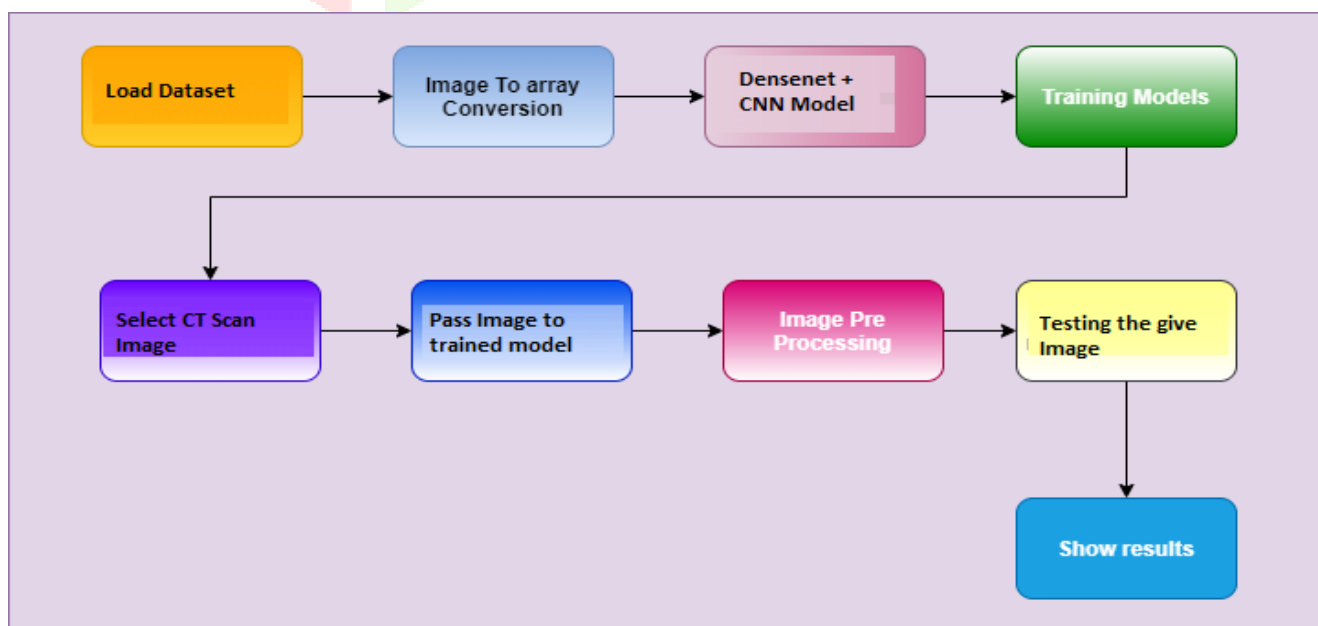 Load Dataset
Image To array
Conversion
Densenet +
CNN Model
Training Models
Select CT Scan
Image
Pass Image to
trained model
Image Pre
Processing
Testing the give
Image
Show results